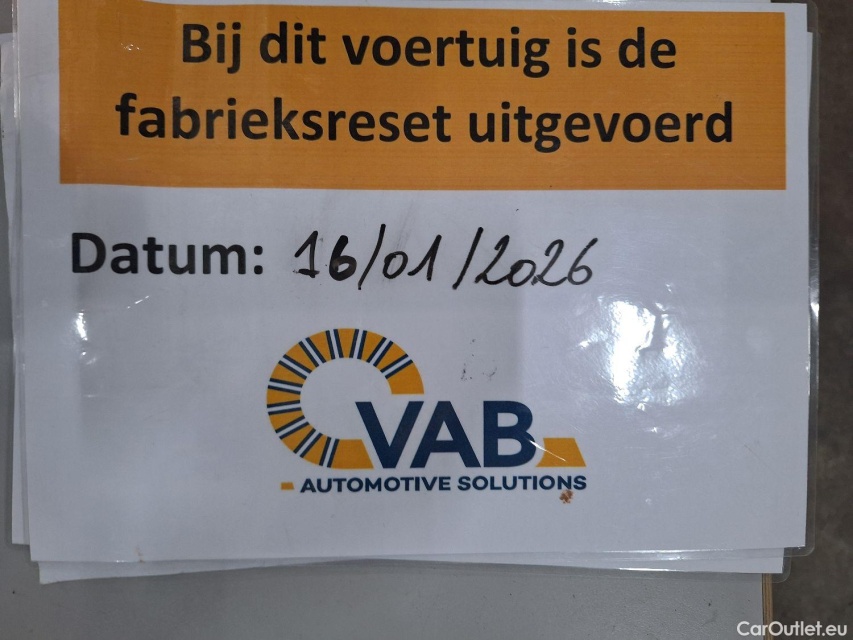 Bij dit voertuig is de
fabrieksreset uitgevoerd
Datum: 16/01/2026
VAB
AUTOMOTIVE SOLUTIONS
CarOutlet.eu